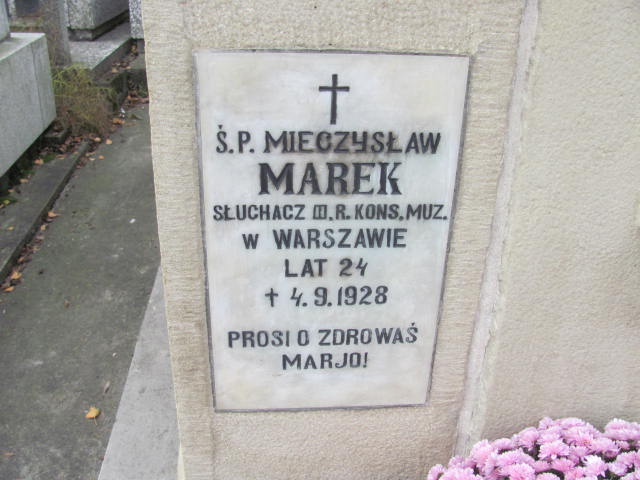 Ś.P. MIECZYSŁAW
MAREK
SŁUCHACZ III. R. KONS. MUZ.
w WARSZAWIE
LAT 24
† 4.9.1928
PROSI O ZDROWAŚ
MARJO!